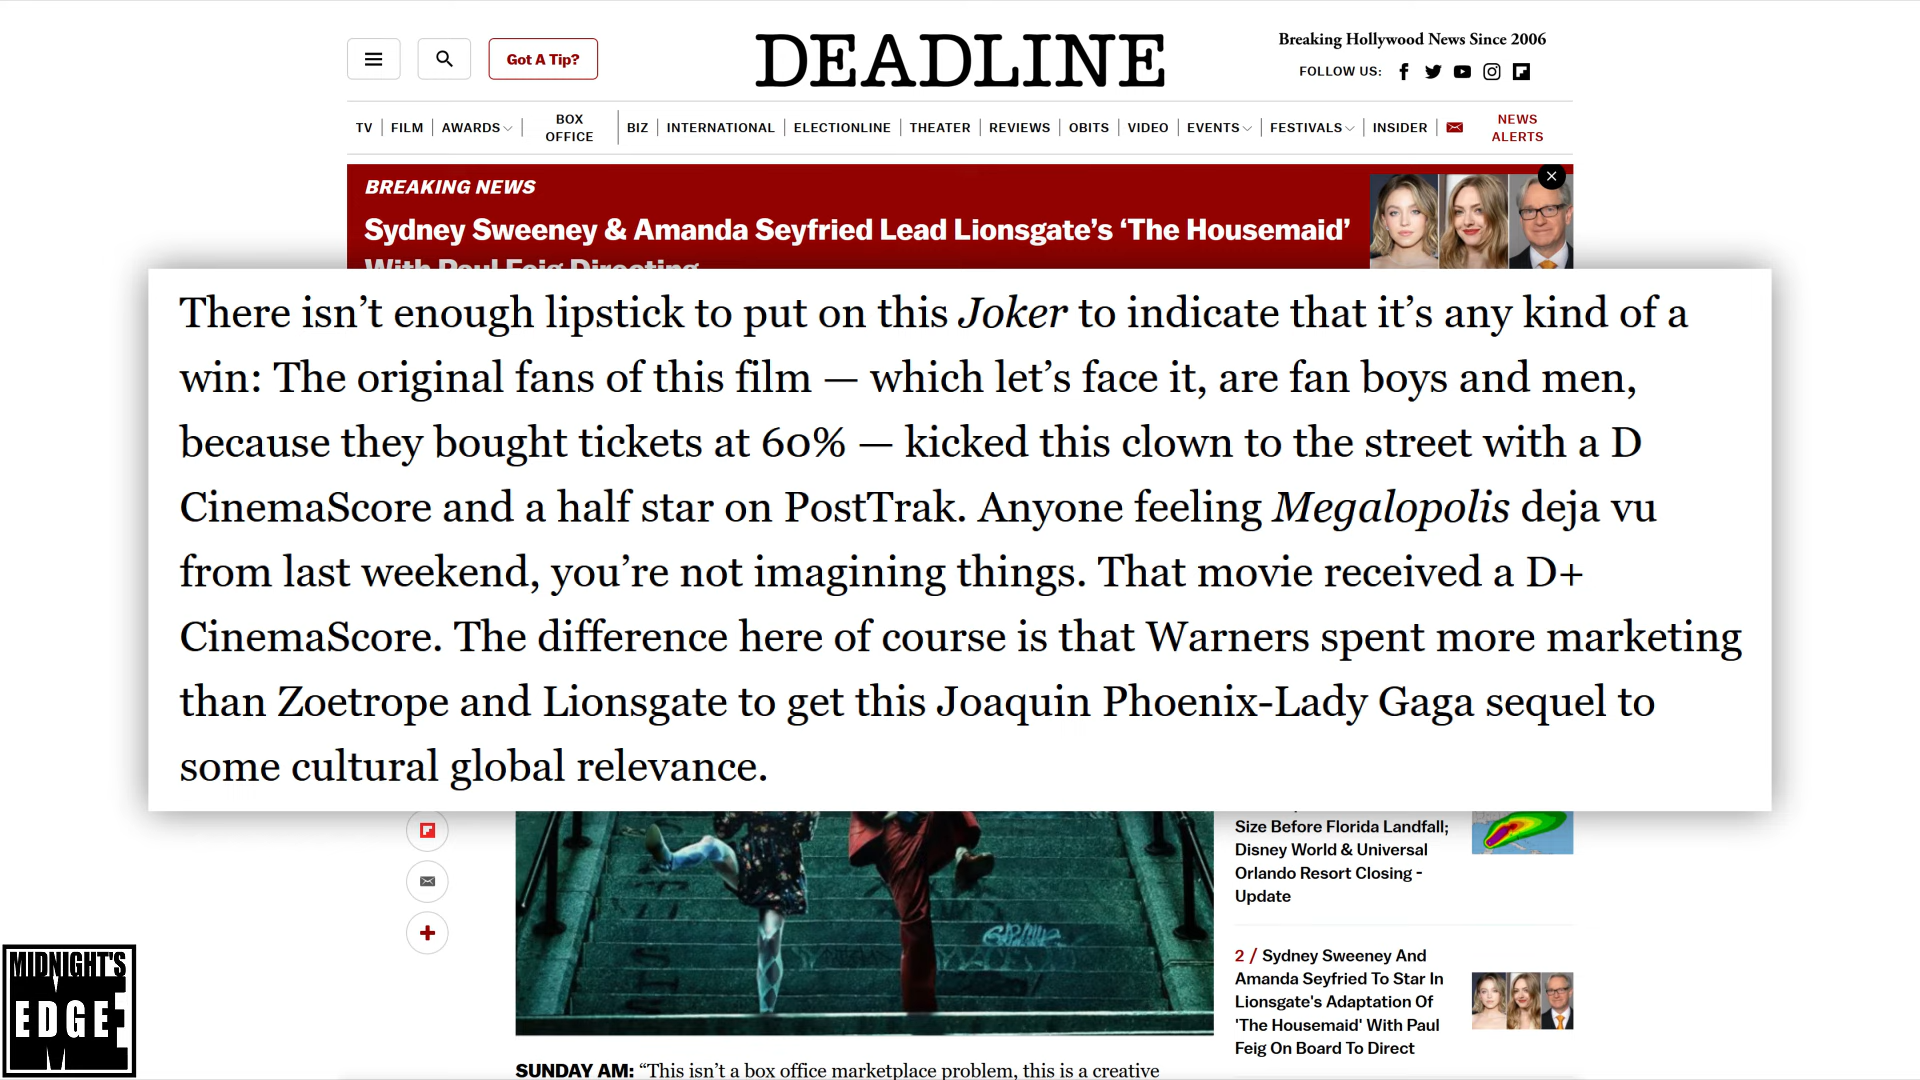 Got A Tip?
DEADLINE
Breaking Hollywood News Since 2006
FOLLOW US:
TV
FILM
AWARDS
BOX
OFFICE
BIZ
INTERNATIONAL
ELECTIONLINE
THEATER
REVIEWS
OBITS
VIDEO
EVENTS
FESTIVALS
INSIDER
NEWS
ALERTS
BREAKING NEWS
Sydney Sweeney & Amanda Seyfried Lead Lionsgate’s ‘The Housemaid’
With Paul Feig Directing
There isn’t enough lipstick to put on this Joker to indicate that it’s any kind of a
win: The original fans of this film — which let’s face it, are fan boys and men,
because they bought tickets at 60% — kicked this clown to the street with a D
CinemaScore and a half star on PostTrak. Anyone feeling Megalopolis deja vu
from last weekend, you’re not imagining things. That movie received a D+
CinemaScore. The difference here of course is that Warners spent more marketing
than Zoetrope and Lionsgate to get this Joaquin Phoenix-Lady Gaga sequel to
some cultural global relevance.
Size Before Florida Landfall;
Disney World & Universal
Orlando Resort Closing -
Update
2 / Sydney Sweeney And
Amanda Seyfried To Star In
Lionsgate's Adaptation Of
'The Housemaid' With Paul
Feig On Board To Direct
SUNDAY AM: “This isn’t a box office marketplace problem, this is a creative
MIDNIGHT'S
EDGE